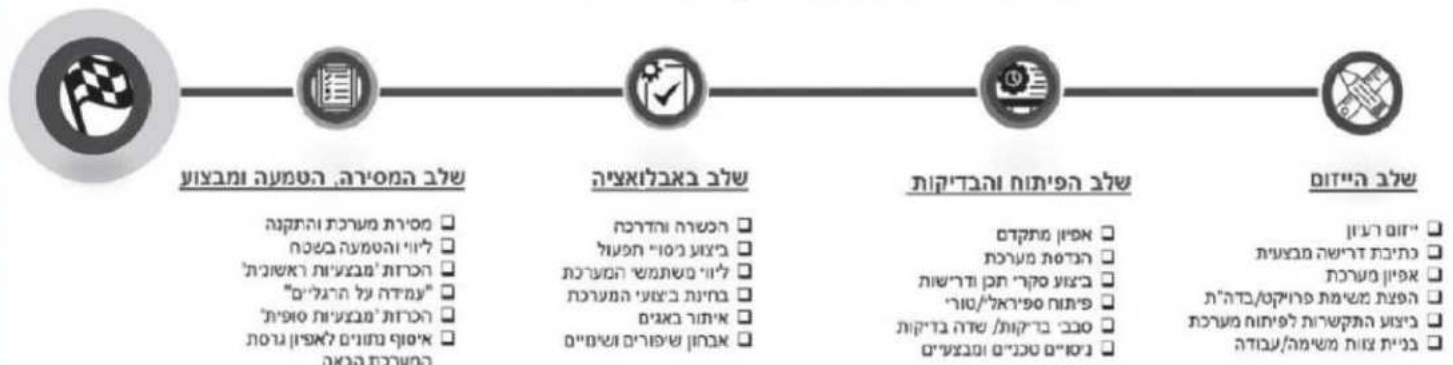 שלב הייזום
❑ ייזום רעיון
❑ כתיבת דרישה מבצעית
❑ אפיון מערכת
❑ הפצת משימת פרויקט/בדה"ת
❑ ביצוע התקשרות לפיתוח מערכת
❑ בניית צוות משימה/עבודה
שלב הפיתוח והבדיקות
❑ אפיון מתקדם
❑ הנדסת מערכת
❑ ביצוע סקרי תכן ודרישות
❑ פיתוח ספיראלי/טורי
❑ סבבי בדיקות/ שדה בדיקות
❑ ניסויים טכניים ומבצעיים
שלב באבלואציה
❑ הכשרה והדרכה
❑ ביצוע ניסויי תפעול
❑ ליווי משתמשי המערכת
❑ בחינת ביצועי המערכת
❑ איתור באגים
❑ אבחון שיפורים ושינויים
שלב המסירה, הטמעה ומבצוע
❑ מסירת מערכת והתקנה
❑ ליווי והטמעה בשטח
❑ הכרזת 'מבצעיות ראשונית'
❑ "עמידה על הרגליים"
❑ הכרזת 'מבצעיות סופית'
❑ איסוף נתונים לאפיון גרסת
המערכת הבאה